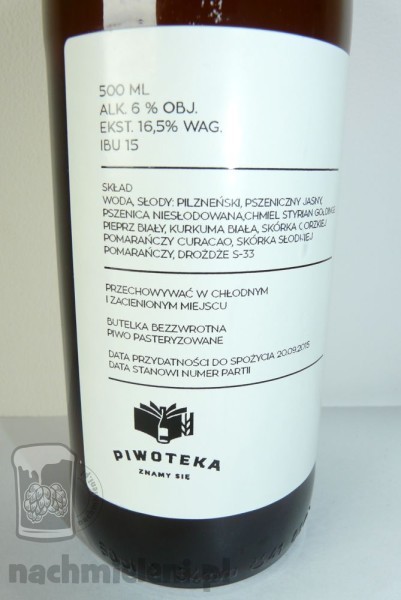 500 ML
ALK. 6 % OBJ.
EKST. 16,5% WAG.
IBU 15
SKŁAD
WODA, SŁODY: PILZNEŃSKI, PSZENICZNY JASNY,
PSZENICA NIESŁODOWANA,CHMIEL STYRIAN GOLDING
PIEPRZ BIAŁY, KURKUMA BIAŁA, SKÓRKA GORZKIEJ
POMARAŃCZY CURACAO, SKÓRKA SŁODKIEJ
POMARAŃCZY, DROŻDŻE S-33
PRZECHOWYWAĆ W CHŁODNYM
I ZACIENIONYM MIEJSCU
BUTELKA BEZZWROTNA
PIWO PASTERYZOWANE
DATA PRZYDATNOŚCI DO SPOŻYCIA 20.09.2015
DATA STANOWI NUMER PARTII
PIWOTEKA
ZNAMY SIĘ
nachmieleni.pl